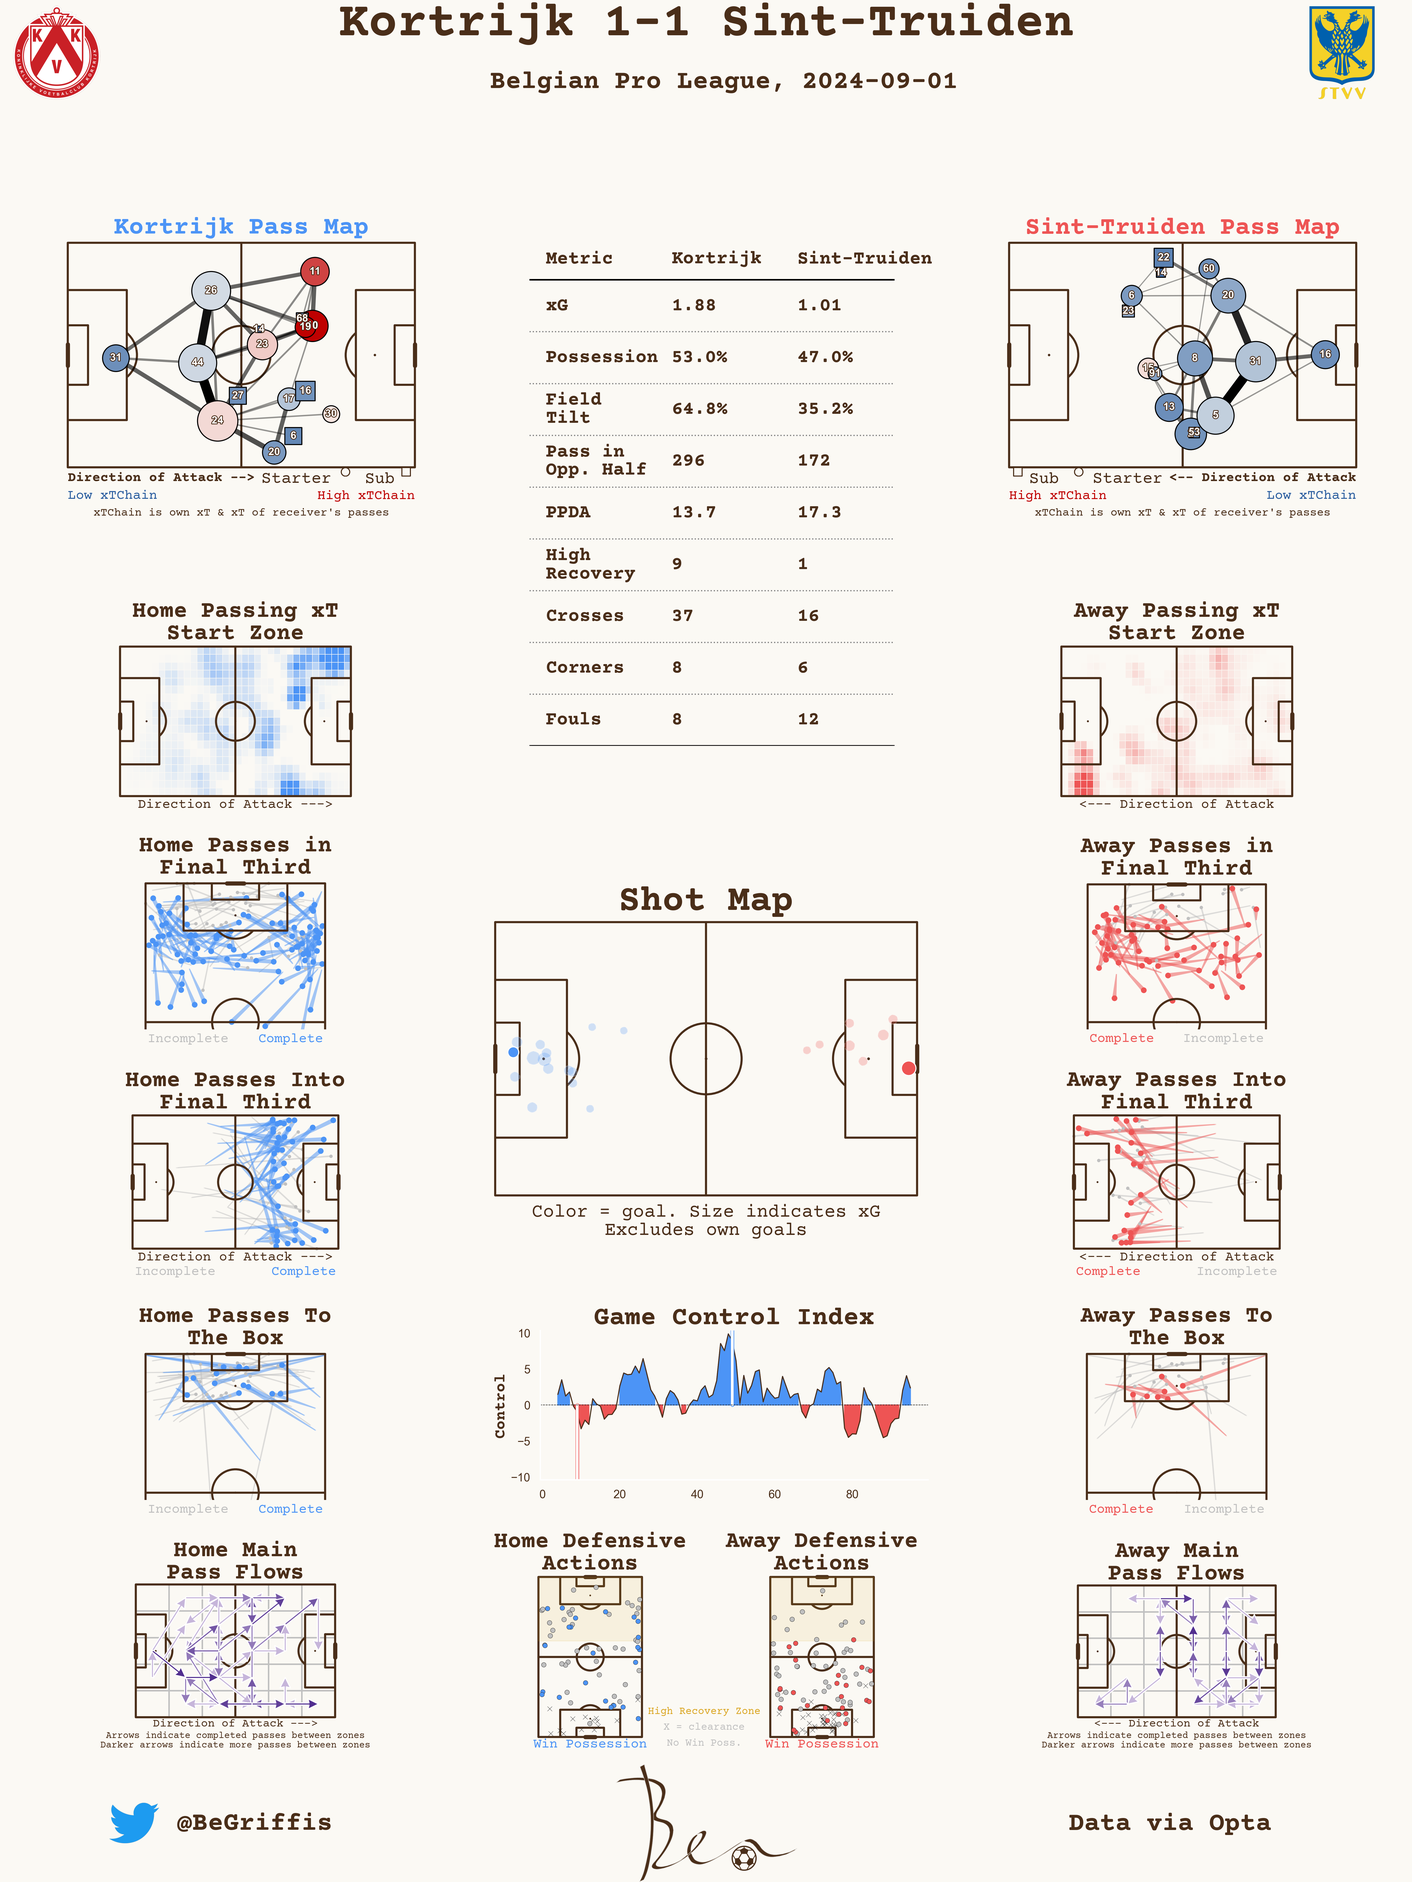 Kortrijk 1-1 Sint-Truiden
Belgian Pro League, 2024-09-01
K K
V
KONINKLIJKE VOETBALCLUB KORTRIJK
STVV
Kortrijk Pass Map
26
11
68
19
14
23
31
44
27
17
16
24
30
6
20
Direction of Attack --> Starter Sub
Low xTChain High xTChain
xTChain is own xT & xT of receiver's passes
Metric Kortrijk Sint-Truiden
xG 1.88 1.01
Possession 53.0% 47.0%
Field
Tilt 64.8% 35.2%
Pass in
Opp. Half 296 172
PPDA 13.7 17.3
High
Recovery 9 1
Crosses 37 16
Corners 8 6
Fouls 8 12
Sint-Truiden Pass Map
22
14
60
6
20
23
8
31
16
15
91
13
5
53
Sub Starter <-- Direction of Attack
High xTChain Low xTChain
xTChain is own xT & xT of receiver's passes
Home Passing xT
Start Zone
Direction of Attack --->
Away Passing xT
Start Zone
<--- Direction of Attack
Home Passes in
Final Third
Incomplete Complete
Away Passes in
Final Third
Complete Incomplete
Shot Map
Color = goal. Size indicates xG
Excludes own goals
Home Passes Into
Final Third
Direction of Attack --->
Incomplete Complete
Away Passes Into
Final Third
<--- Direction of Attack
Complete Incomplete
Home Passes To
The Box
Incomplete Complete
Game Control Index
Control
10
5
0
−5
−10
0 20 40 60 80
Away Passes To
The Box
Complete Incomplete
Home Main
Pass Flows
Direction of Attack --->
Arrows indicate completed passes between zones
Darker arrows indicate more passes between zones
Home Defensive
Actions
Win Possession
High Recovery Zone
X = clearance
No Win Poss.
Away Defensive
Actions
Win Possession
Away Main
Pass Flows
<--- Direction of Attack
Arrows indicate completed passes between zones
Darker arrows indicate more passes between zones
@BeGriffis
Ben
Data via Opta